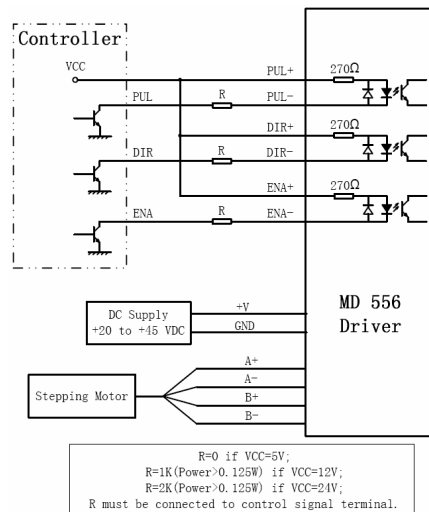 Controller
VCC
PUL+
270Ω
PUL
R
PUL-
DIR+
270Ω
DIR
R
DIR-
ENA+
270Ω
ENA
R
ENA-
MD 556
Driver
DC Supply
+20 to +45 VDC
+V
GND
Stepping Motor
A+
A-
B+
B-
R=0 if VCC=5V;
R=1K(Power>0.125W) if VCC=12V;
R=2K(Power>0.125W) if VCC=24V;
R must be connected to control signal terminal.